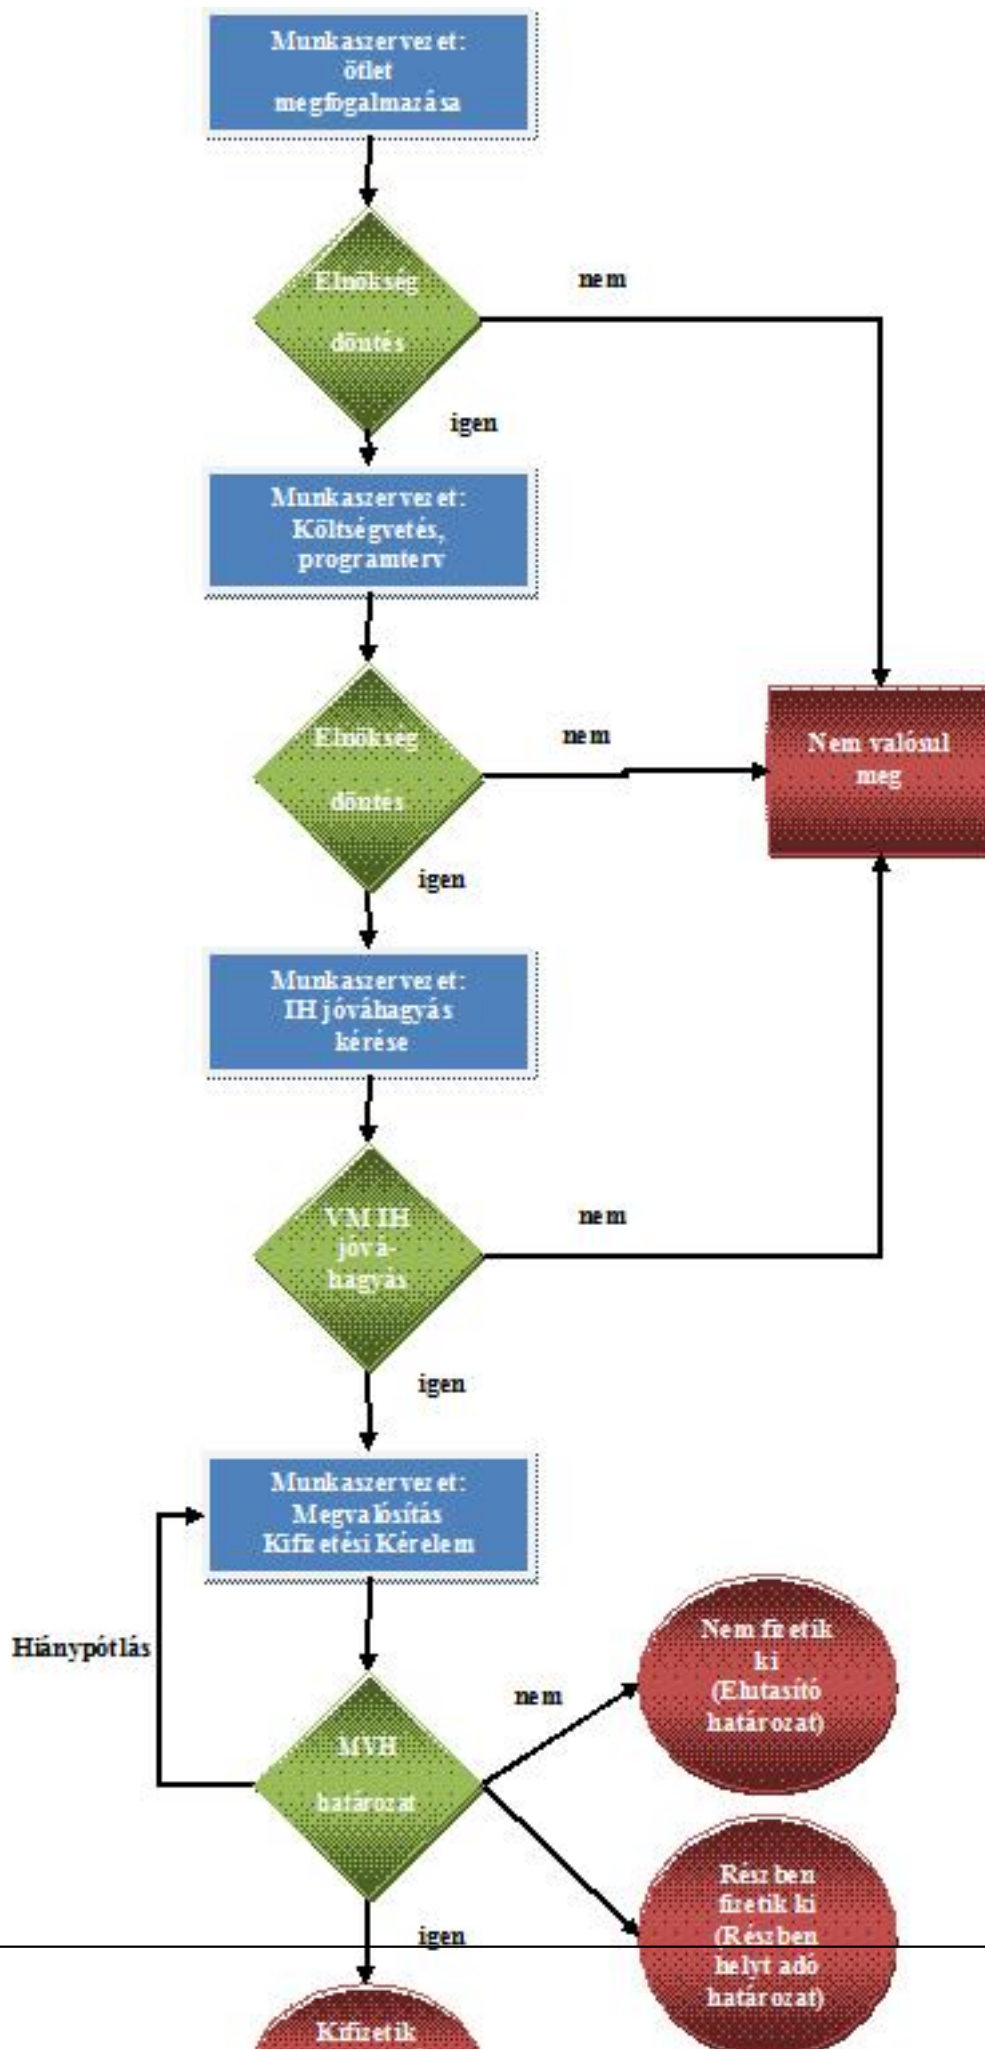 Munkaszervezet:
ötlet
megfogalmazása
Elnökség
döntés
nem
igen
Munkaszervezet:
Költségvetés,
programterv
Elnökség
döntés
nem
igen
Nem valósul
meg
Munkaszervezet:
IH jóváhagyás
kérése
VM IH
jóvá-
hagyás
nem
igen
Munkaszervezet:
Megvalósítás
Kifizetési Kérelem
Hiánypótlás
MVH
határozat
nem
igen
Nem fizetik
ki
(Elutasító
határozat)
Részben
fizetik ki
(Részben
helyt adó
határozat)
Kifizetik